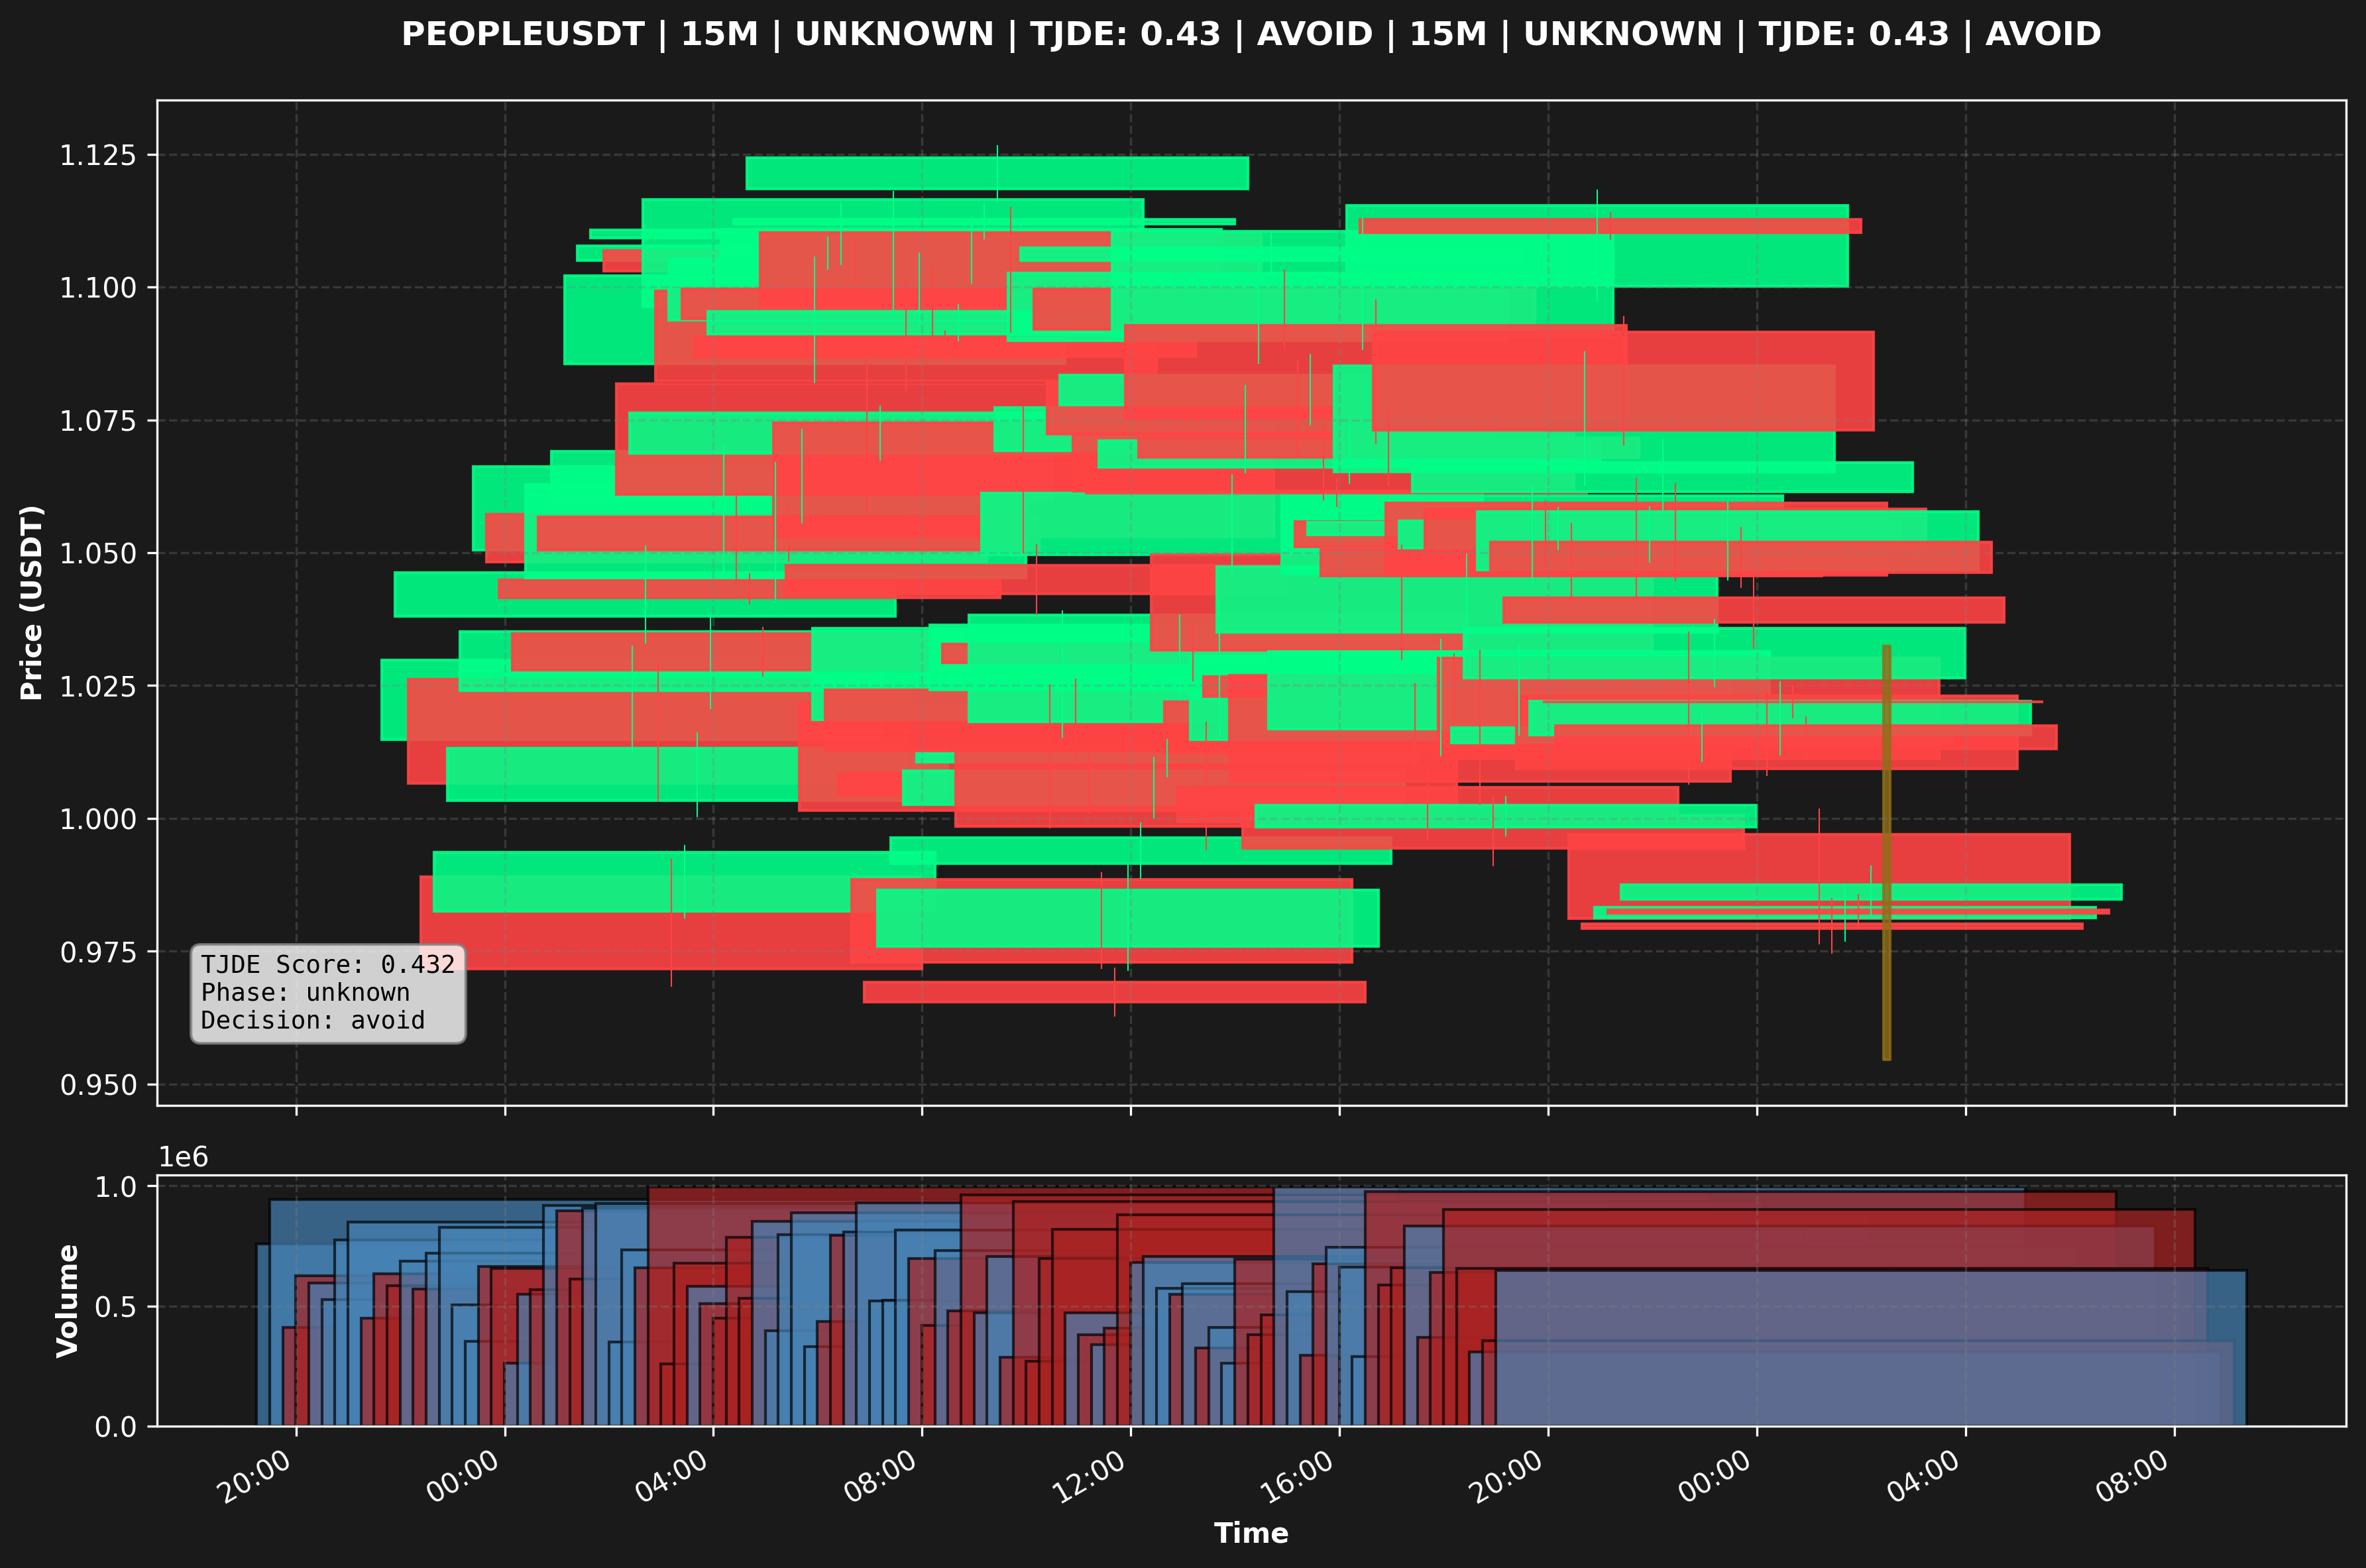 PEOPLEUSDT | 15M | UNKNOWN | TJDE: 0.43 | AVOID | 15M | UNKNOWN | TJDE: 0.43 | AVOID
Price (USDT)
1.125
1.100
1.075
1.050
1.025
1.000
0.975
0.950
TJDE Score: 0.432
Phase: unknown
Decision: avoid
1e6
Volume
1.0
0.5
0.0
20:00 00:00 04:00 08:00 12:00 16:00 20:00 00:00 04:00 08:00
Time